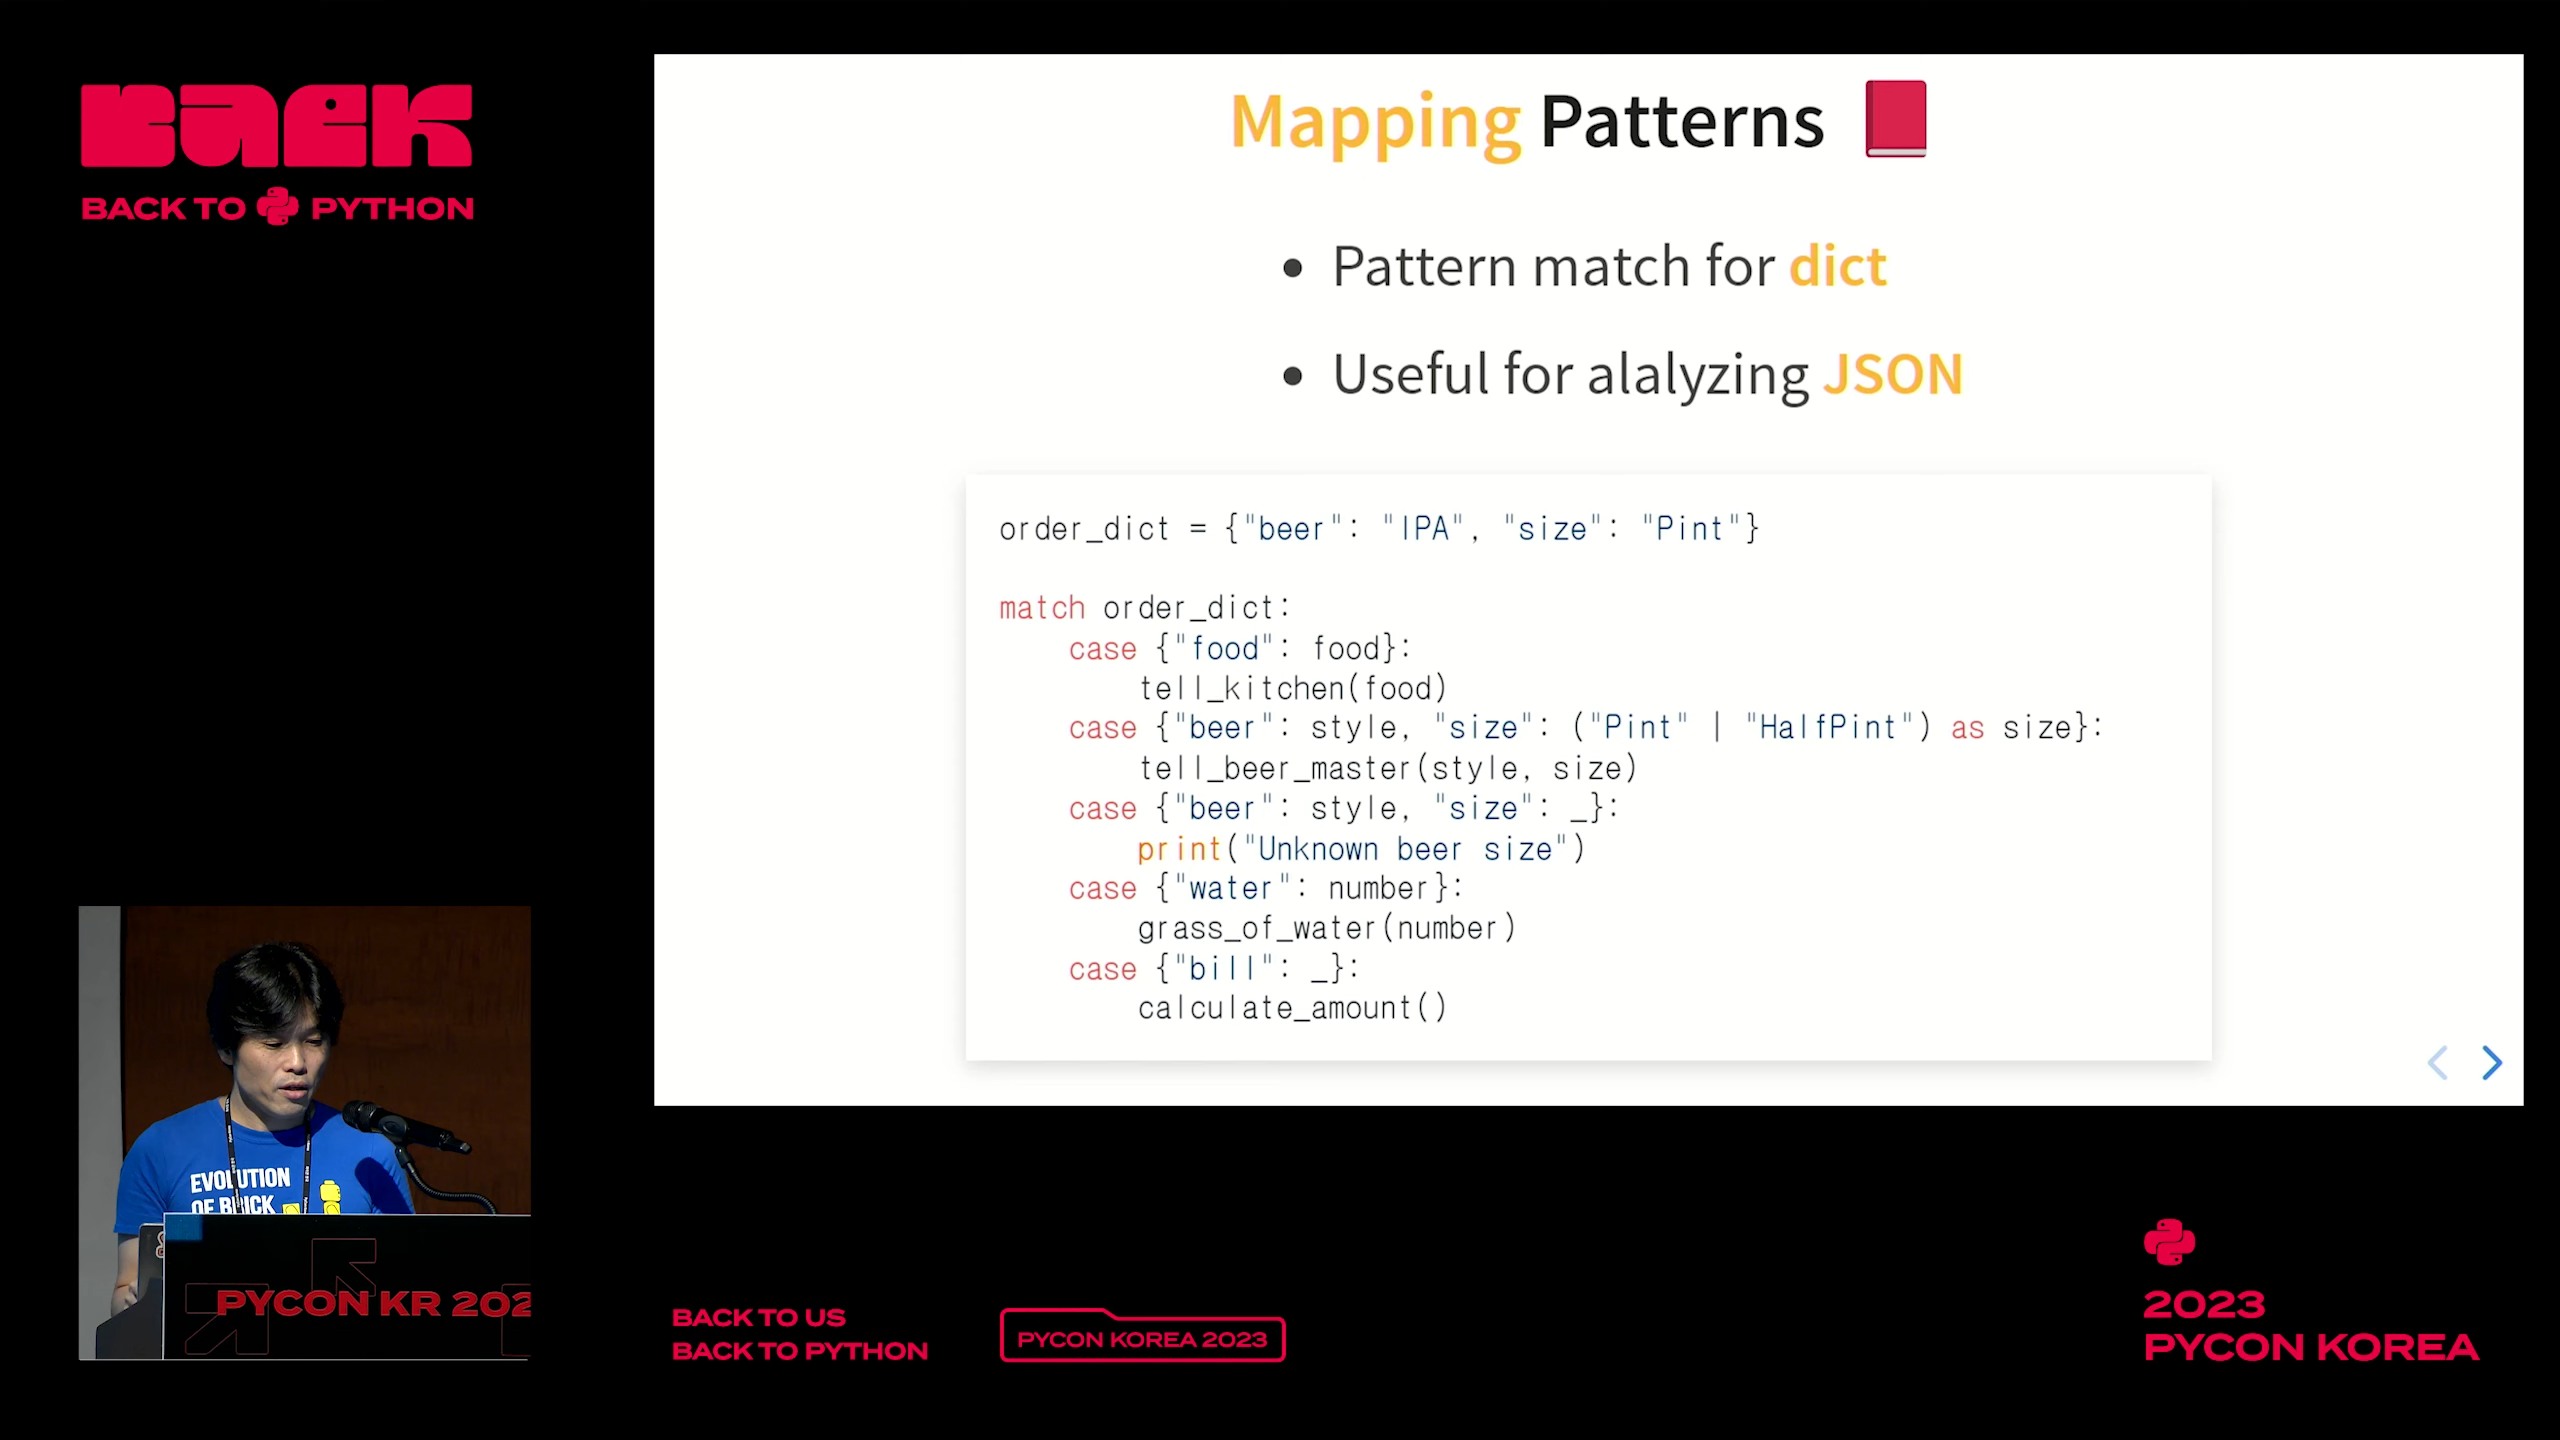 BACK
BACK TO PYTHON
Mapping Patterns
• Pattern match for dict
• Useful for alalyzing JSON
order_dict = {"beer": "IPA", "size": "Pint"}
match order_dict:
    case {"food": food}:
        tell_kitchen(food)
    case {"beer": style, "size": ("Pint" | "HalfPint") as size}:
        tell_beer_master(style, size)
    case {"beer": style, "size": _}:
        print("Unknown beer size")
    case {"water": number}:
        grass_of_water(number)
    case {"bill": _}:
        calculate_amount()
EVOLUTION
OF BRICK
PYCON KR 202
BACK TO US
BACK TO PYTHON
PYCON KOREA 2023
2023
PYCON KOREA